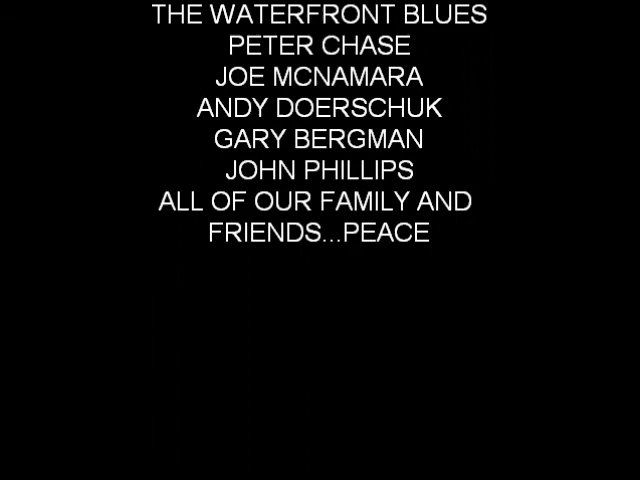 THE WATERFRONT BLUES
PETER CHASE
JOE MCNAMARA
ANDY DOERSCHUK
GARY BERGMAN
JOHN PHILLIPS
ALL OF OUR FAMILY AND
FRIENDS...PEACE